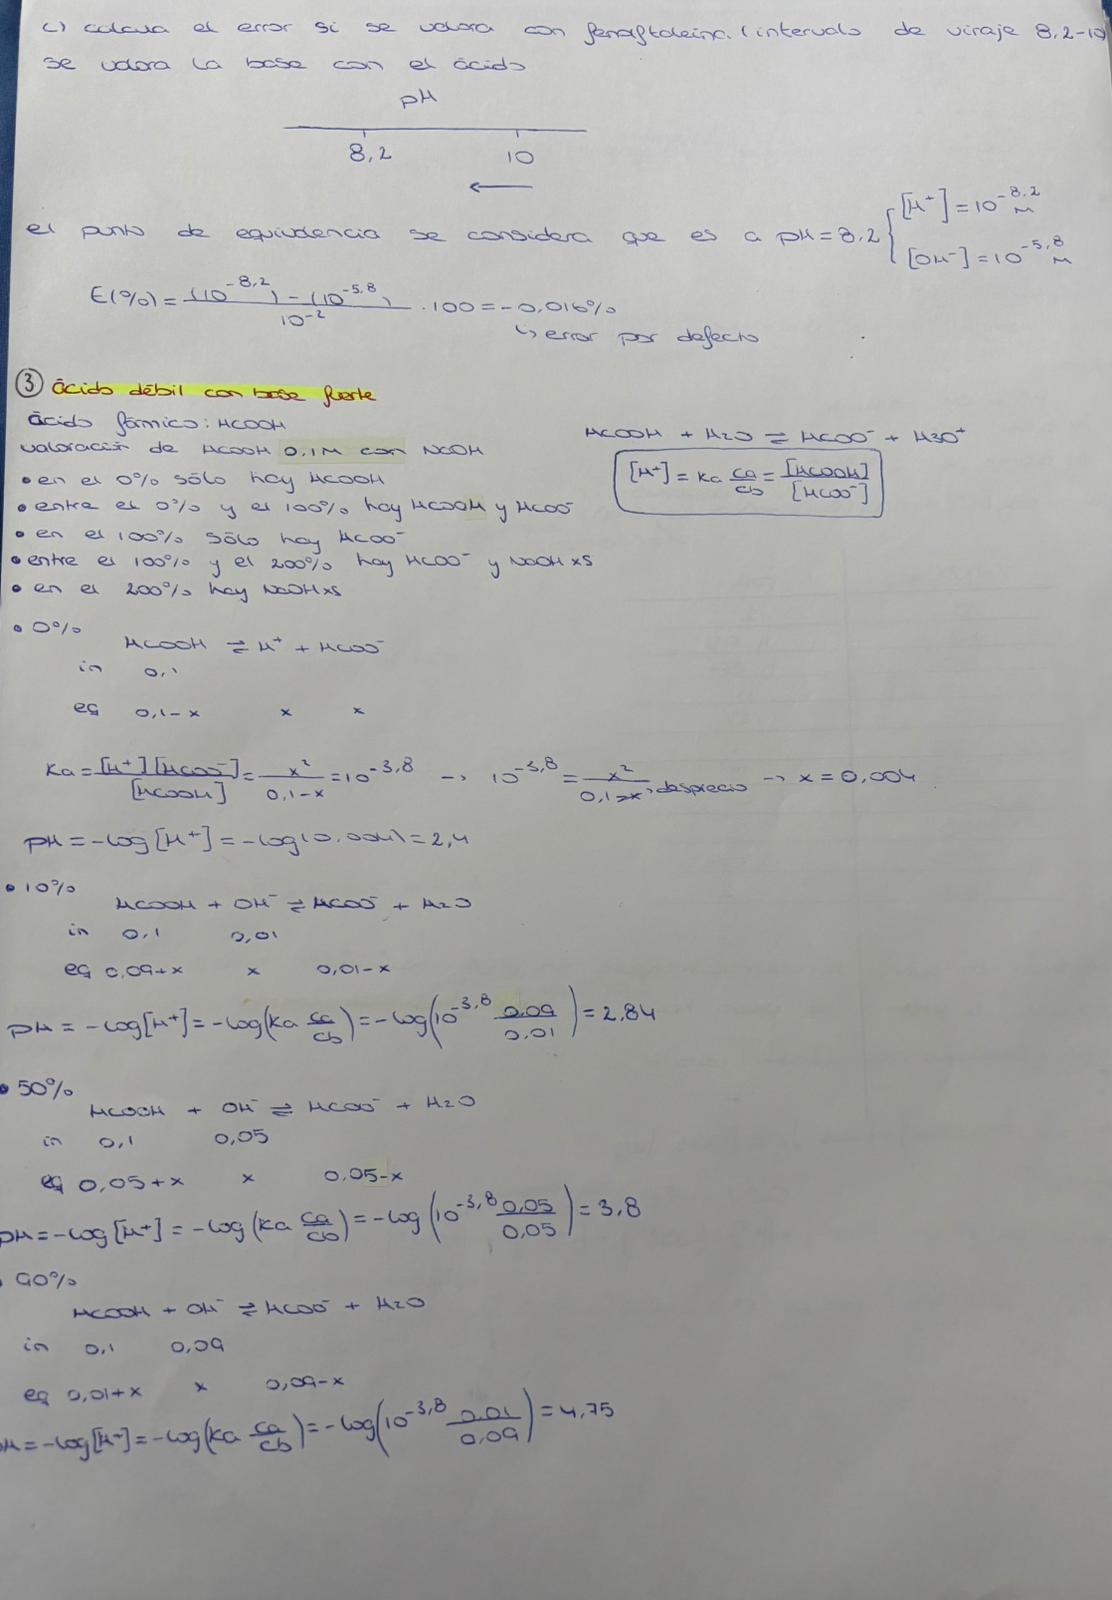 c) calcula el error si se valora con fenolftaleína. (intervalo de viraje 8,2-10)
se valora la base con el ácido
pH
8,2 10
←
el punto de equivalencia se considera que es a pH = 8,2 { [H⁺] = 10^-8,2 M
[OH⁻] = 10^-5,8 M
E(%) = ((10^-8,2) - (10^-5,8)) / 10^-2 · 100 = -0,016%
↳ error por defecto
③ Ácido débil con base fuerte
Ácido fórmico: HCOOH
valoración de HCOOH 0,1M con NaOH
• en el 0% sólo hay HCOOH
• entre el 0% y el 100% hay HCOOH y HCOO⁻
• en el 100% sólo hay HCOO⁻
• entre el 100% y el 200% hay HCOO⁻ y NaOH xs
• en el 200% hay NaOH xs
HCOOH + H2O ⇌ HCOO⁻ + H3O⁺
[H⁺] = Ka Ca/Cb = [HCOOH]/[HCOO⁻]
• 0%
HCOOH ⇌ H⁺ + HCOO⁻
in 0,1
eq 0,1-x x x
Ka = [H⁺][HCOO⁻]/[HCOOH] = x²/(0,1-x) = 10^-3,8 → 10^-3,8 = x²/(0,1-x) → desprecio → x = 0,004
pH = -log[H⁺] = -log(0,004) = 2,4
• 10%
HCOOH + OH⁻ ⇌ HCOO⁻ + H2O
in 0,1 0,01
eq 0,09+x x 0,01-x
pH = -log[H⁺] = -log(Ka Ca/Cb) = -log(10^-3,8 0,09/0,01) = 2,84
• 50%
HCOOH + OH⁻ ⇌ HCOO⁻ + H2O
in 0,1 0,05
eq 0,05+x x 0,05-x
pH = -log[H⁺] = -log(Ka Ca/Cb) = -log(10^-3,8 0,05/0,05) = 3,8
• 90%
HCOOH + OH⁻ ⇌ HCOO⁻ + H2O
in 0,1 0,09
eq 0,01+x x 0,09-x
pH = -log[H⁺] = -log(Ka Ca/Cb) = -log(10^-3,8 0,01/0,09) = 4,75